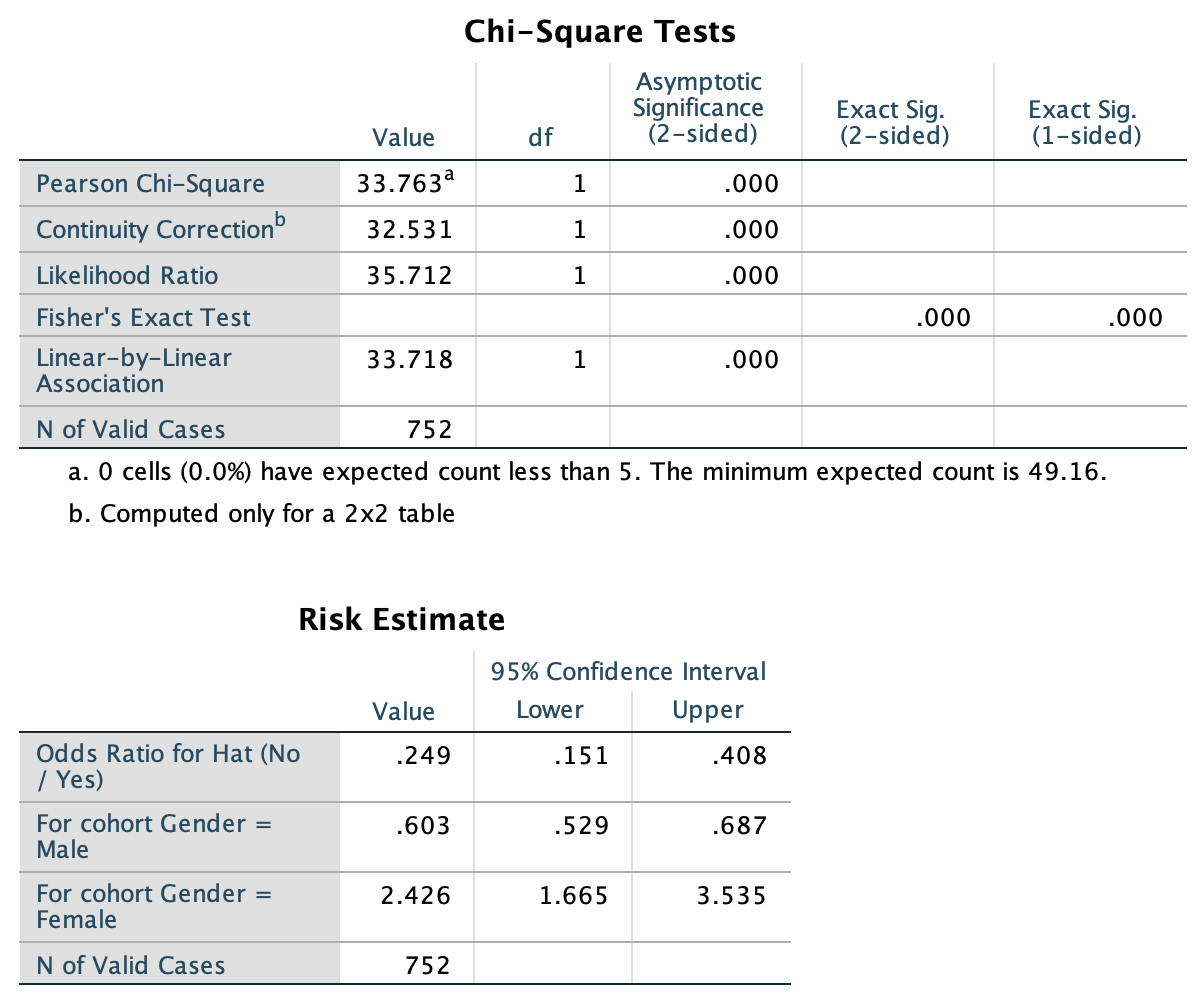 Chi-Square Tests
Value df Asymptotic Significance (2-sided) Exact Sig. (2-sided) Exact Sig. (1-sided)
Pearson Chi-Square 33.763a 1 .000
Continuity Correctionb 32.531 1 .000
Likelihood Ratio 35.712 1 .000
Fisher's Exact Test .000 .000
Linear-by-Linear Association 33.718 1 .000
N of Valid Cases 752
a. 0 cells (0.0%) have expected count less than 5. The minimum expected count is 49.16.
b. Computed only for a 2x2 table
Risk Estimate
95% Confidence Interval
Value Lower Upper
Odds Ratio for Hat (No / Yes) .249 .151 .408
For cohort Gender = Male .603 .529 .687
For cohort Gender = Female 2.426 1.665 3.535
N of Valid Cases 752